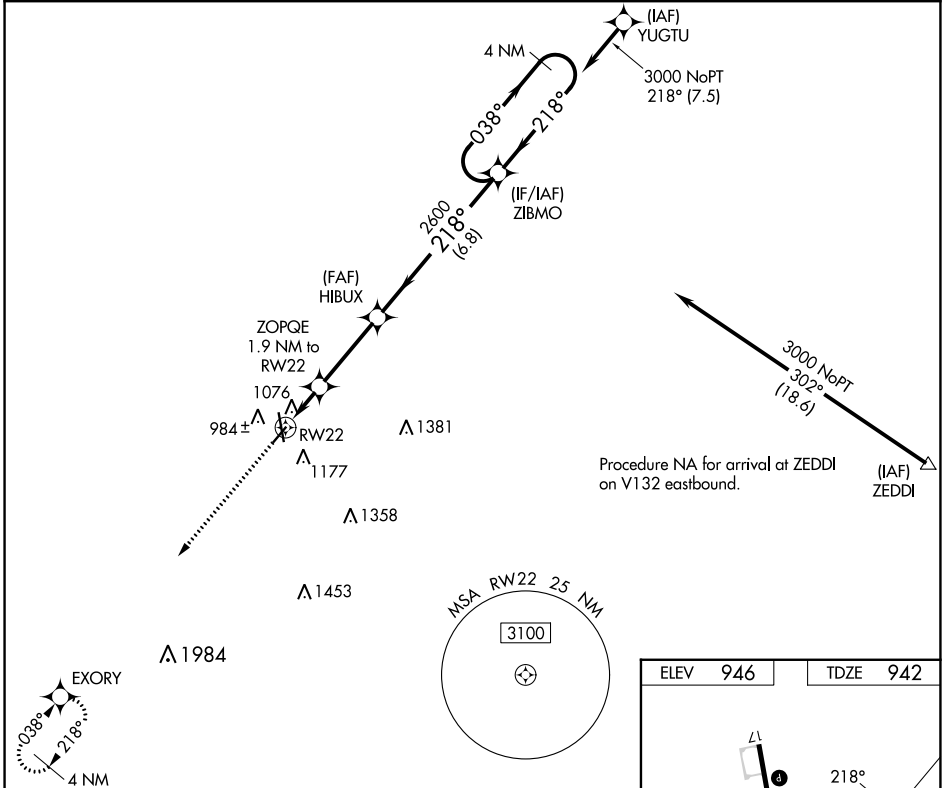 (IAF)
YUGTU
4 NM
3000 NoPT
218° (7.5)
038°
218°
(IF/IAF)
ZIBMO
2600
218°
(6.8)
(FAF)
HIBUX
ZOPQE
1.9 NM to
RW22
1076
984±
RW22
1381
1177
3000 NoPT
302°
(18.6)
Procedure NA for arrival at ZEDDI
on V132 eastbound.
(IAF)
ZEDDI
1358
1453
MSA RW22 25 NM
3100
1984
EXORY
038°
218°
4 NM
ELEV 946
TDZE 942
17
P
218°